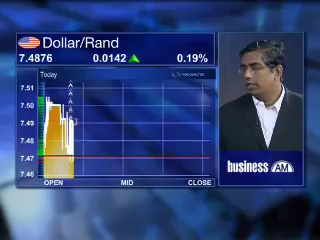 Dollar/Rand
7.4876 0.0142 0.19%
Today
7.51
7.50
7.49
7.48
7.47
7.46
OPEN MID CLOSE
business AM